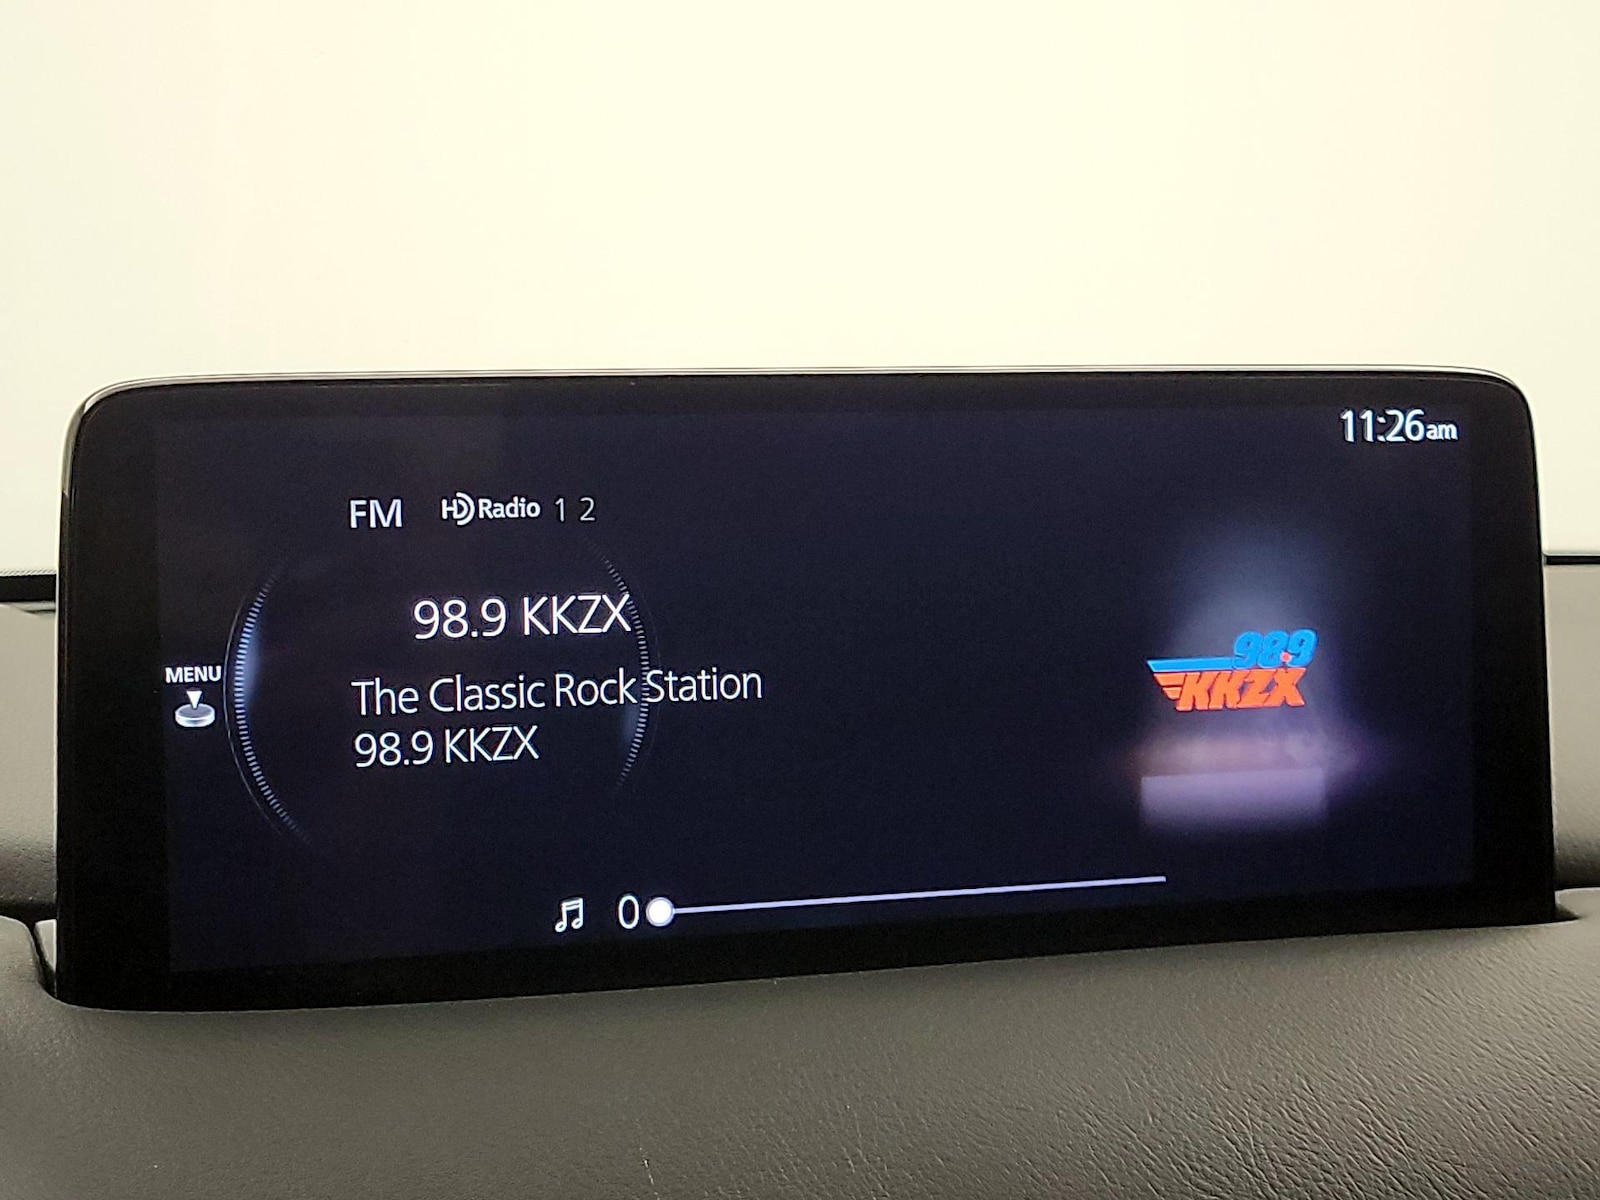 11:26am
FM HD Radio 1 2
98.9 KKZX
MENU
The Classic Rock Station
98.9 KKZX
98.9
KKZX
0